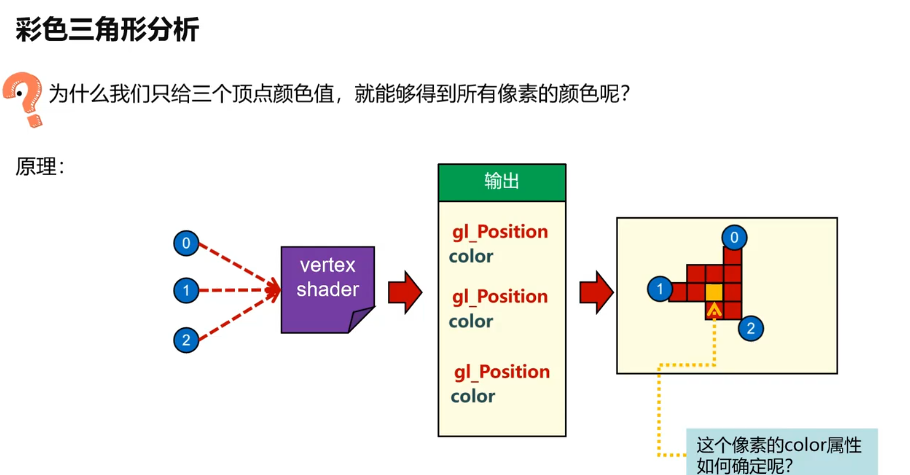 彩色三角形分析
为什么我们只给三个顶点颜色值，就能够得到所有像素的颜色呢？
原理：
0
1
2
vertex
shader
输出
gl_Position
color
gl_Position
color
gl_Position
color
0
1
2
这个像素的color属性
如何确定呢？